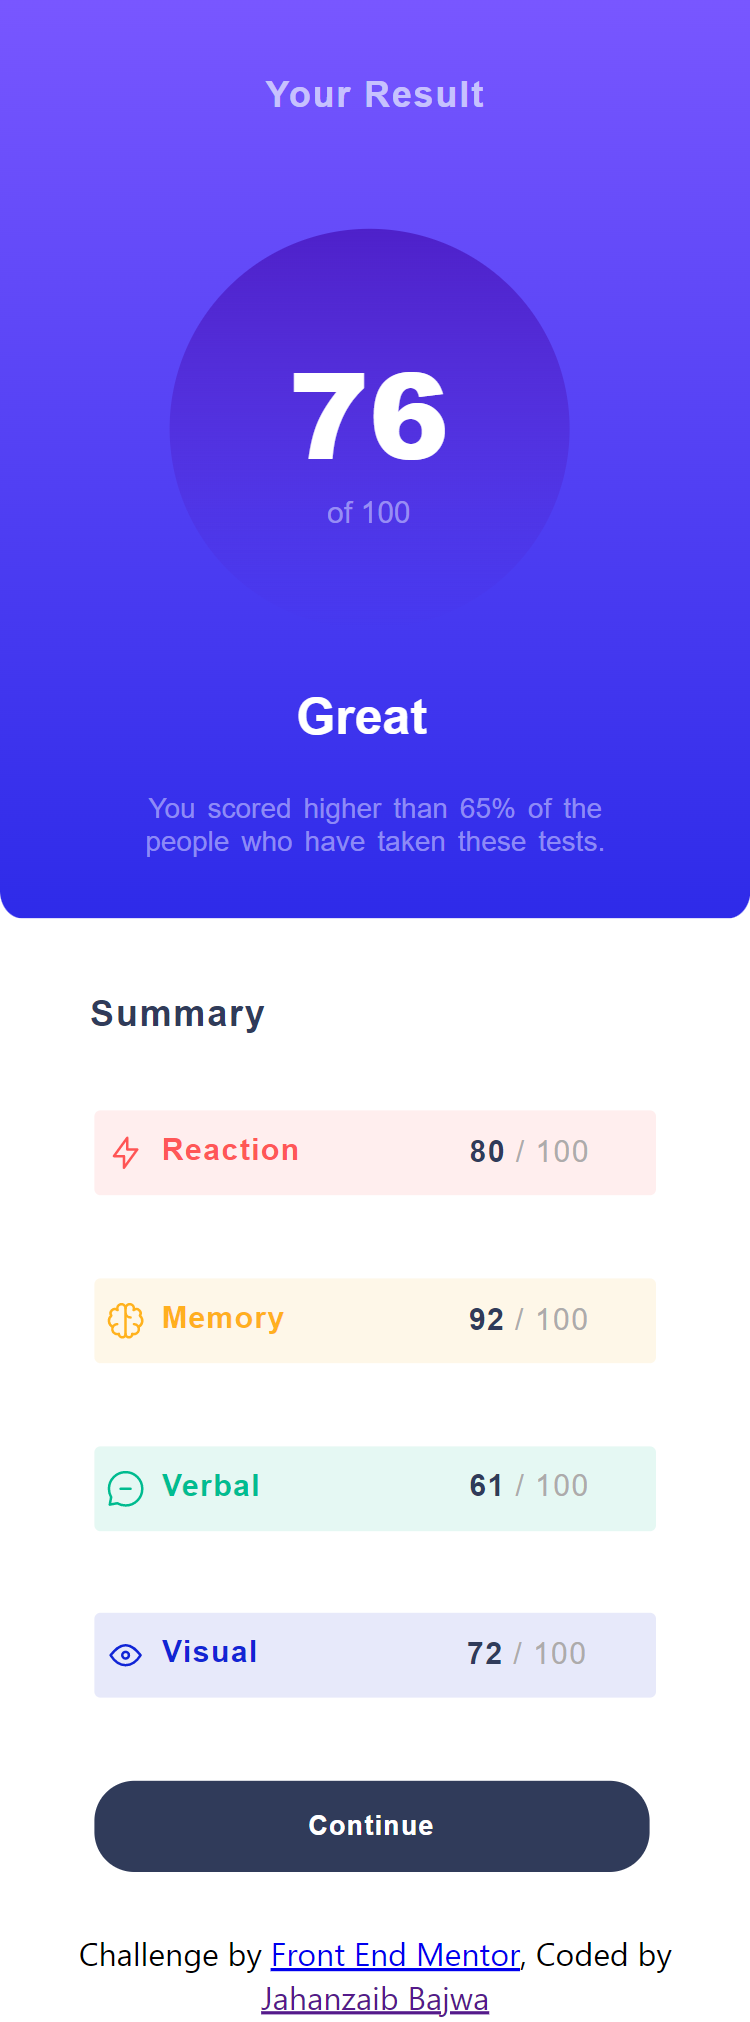 Your Result
76
of 100
Great
You scored higher than 65% of the
people who have taken these tests.
Summary
Reaction 80 / 100
Memory 92 / 100
Verbal 61 / 100
Visual 72 / 100
Continue
Challenge by Front End Mentor, Coded by
Jahanzaib Bajwa